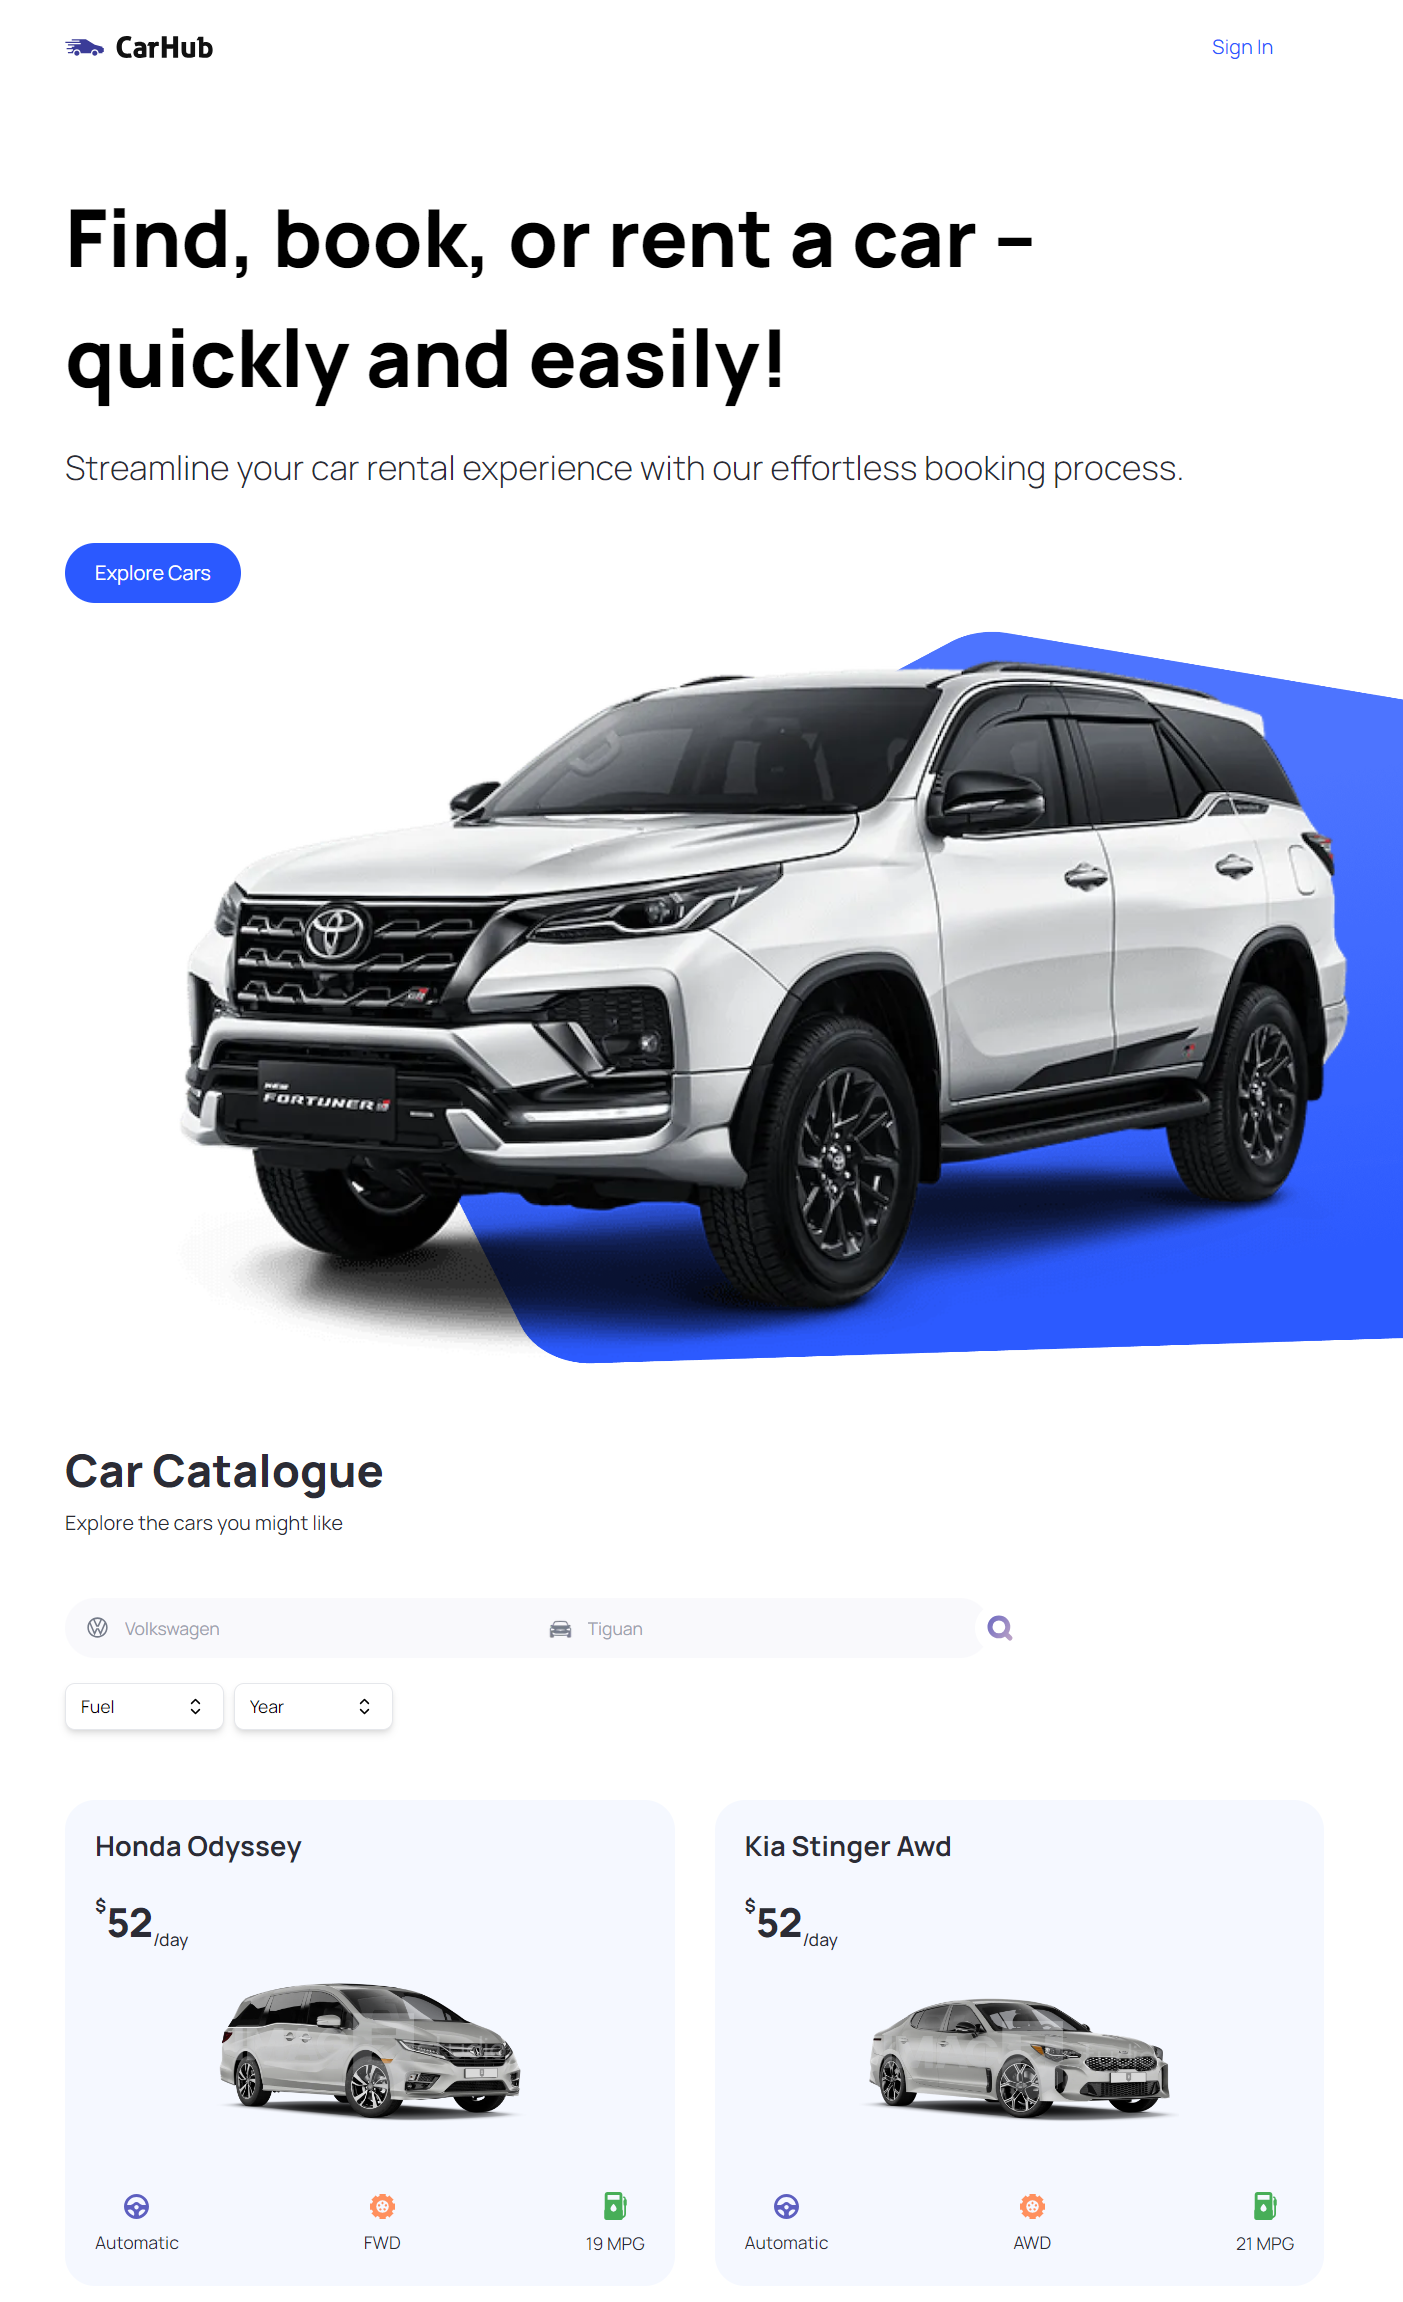 CarHub
Sign In
Find, book, or rent a car –
quickly and easily!
Streamline your car rental experience with our effortless booking process.
Explore Cars
NEW
FORTUNER
Car Catalogue
Explore the cars you might like
Volkswagen
Tiguan
Fuel
Year
Honda Odyssey
$52/day
Automatic
FWD
19 MPG
Kia Stinger Awd
$52/day
Automatic
AWD
21 MPG